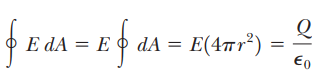 ∮ E dA = E ∮ dA = E(4πr²) = Q/ϵ₀